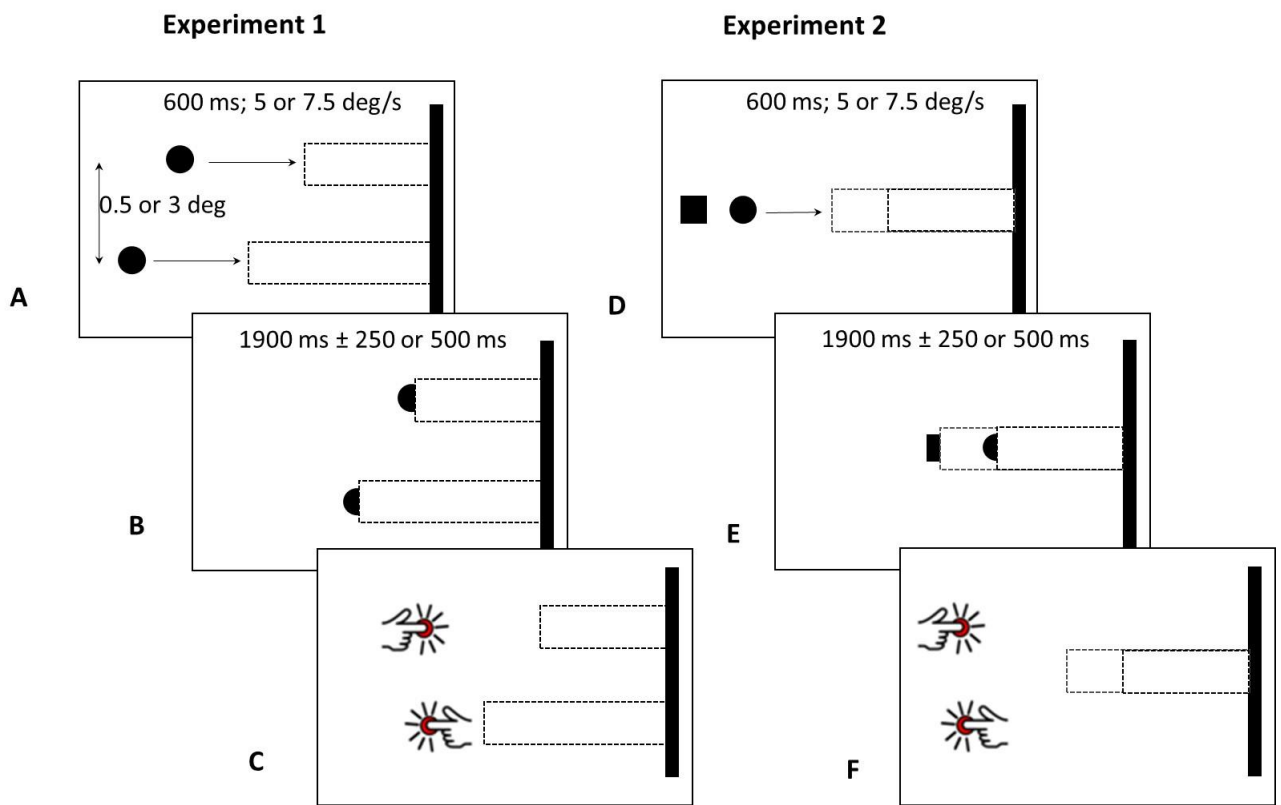 Experiment 1
600 ms; 5 or 7.5 deg/s
0.5 or 3 deg
A
1900 ms ± 250 or 500 ms
B
C
Experiment 2
600 ms; 5 or 7.5 deg/s
D
1900 ms ± 250 or 500 ms
E
F